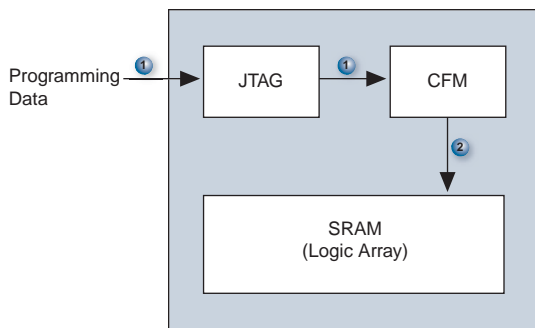 Programming
Data
1
JTAG
1
CFM
2
SRAM
(Logic Array)